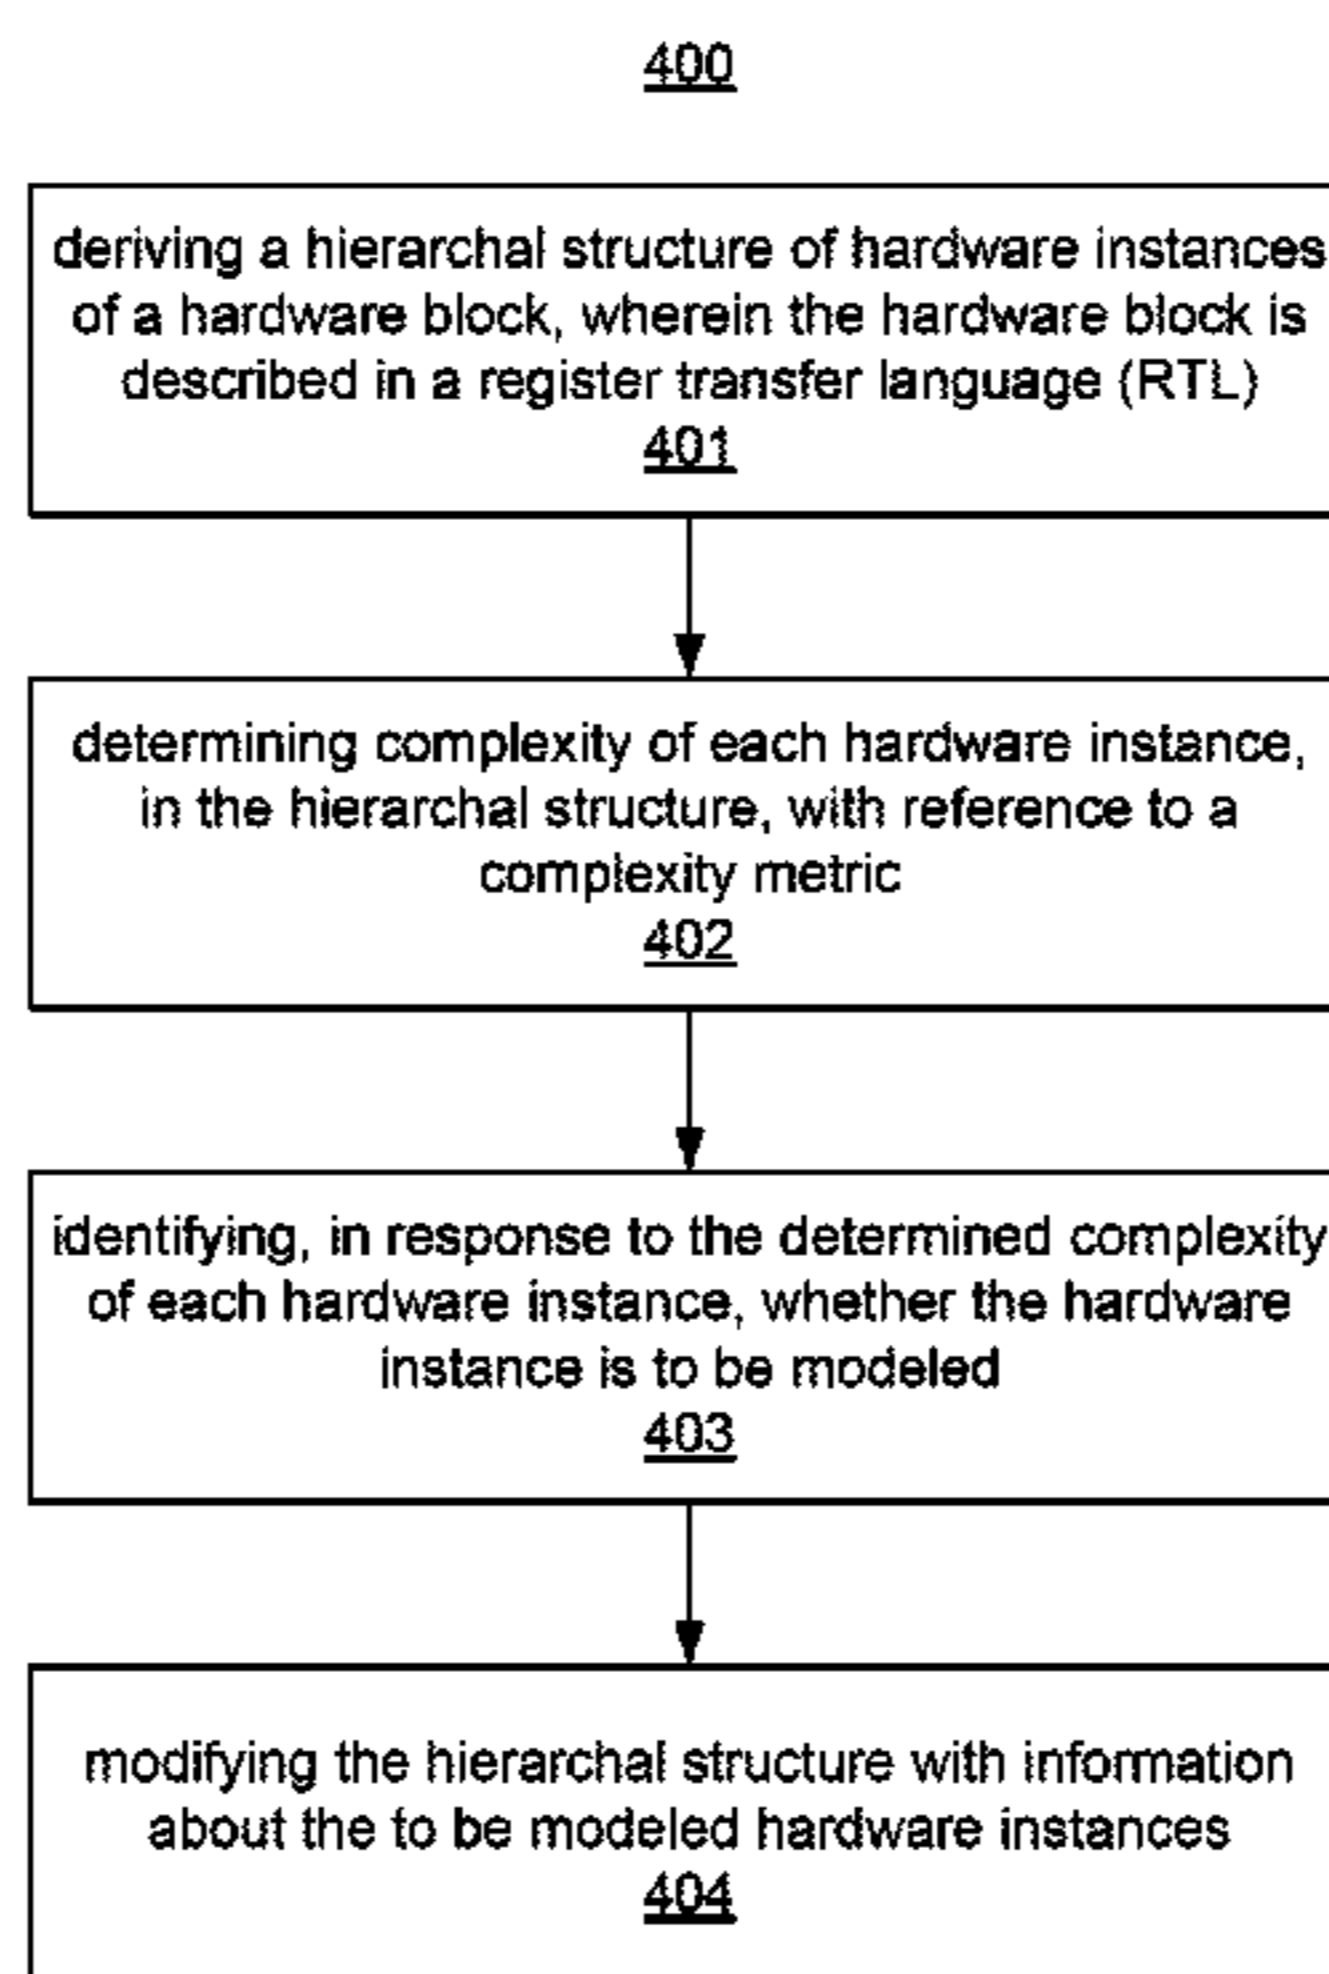 400
deriving a hierarchal structure of hardware instances
of a hardware block, wherein the hardware block is
described in a register transfer language (RTL)
401
determining complexity of each hardware instance,
in the hierarchal structure, with reference to a
complexity metric
402
identifying, in response to the determined complexity
of each hardware instance, whether the hardware
instance is to be modeled
403
modifying the hierarchal structure with information
about the to be modeled hardware instances
404